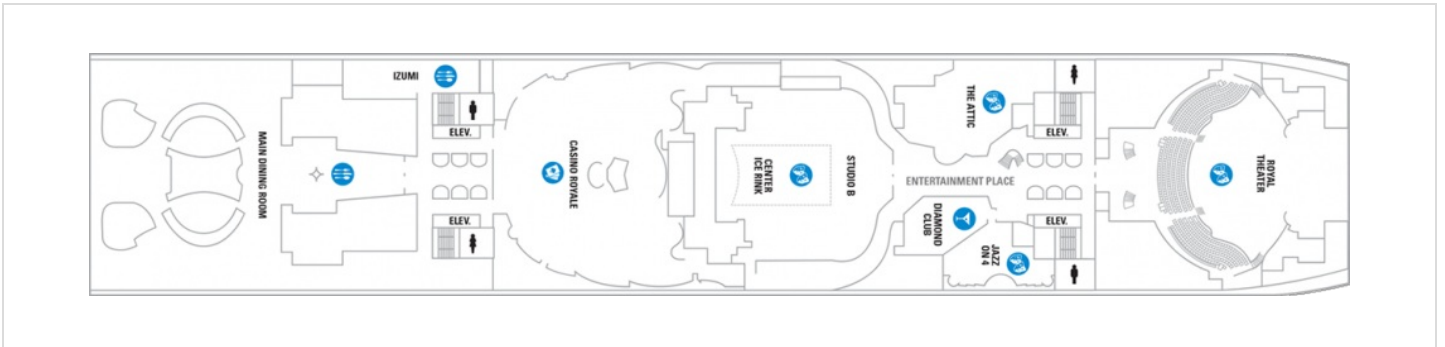 IZUMI
ELEV.
MAIN DINING ROOM
ELEV.
CASINO ROYALE
CENTER
ICE RINK
STUDIO B
THE ATTIC
ELEV.
ENTERTAINMENT PLACE
DIAMOND
CLUB
JAZZ
ON 4
ELEV.
ROYAL
THEATER